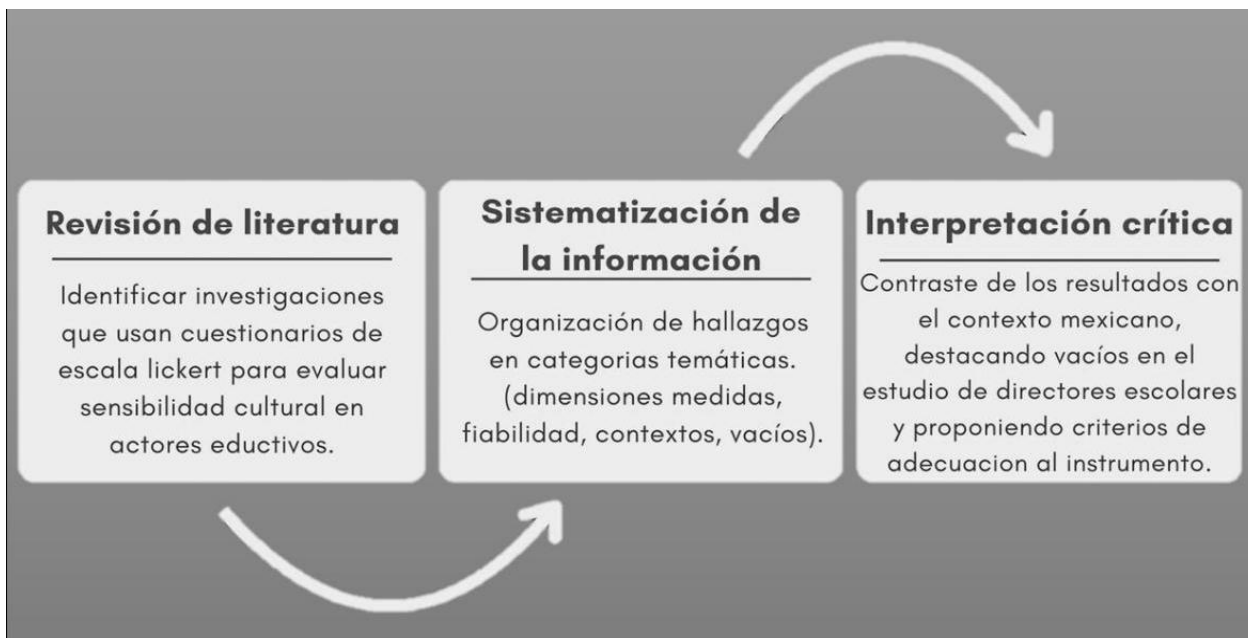 Revisión de literatura
Identificar investigaciones
que usan cuestionarios de
escala lickert para evaluar
sensibilidad cultural en
actores eductivos.
Sistematización de
la información
Organización de hallazgos
en categorias temáticas.
(dimensiones medidas,
fiabilidad, contextos, vacíos).
Interpretación crítica
Contraste de los resultados con
el contexto mexicano,
destacando vacíos en el
estudio de directores escolares
y proponiendo criterios de
adecuacion al instrumento.